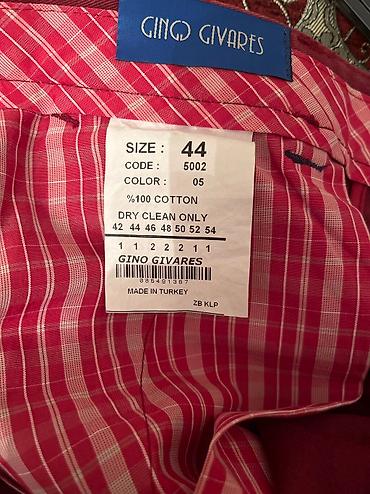 GINO GIVARES
SIZE : 44
CODE : 5002
COLOR : 05
%100 COTTON
DRY CLEAN ONLY
42 44 46 48 50 52 54
1 1 2 2 2 1 1
GINO GIVARES
MADE IN TURKEY
ZB KLP